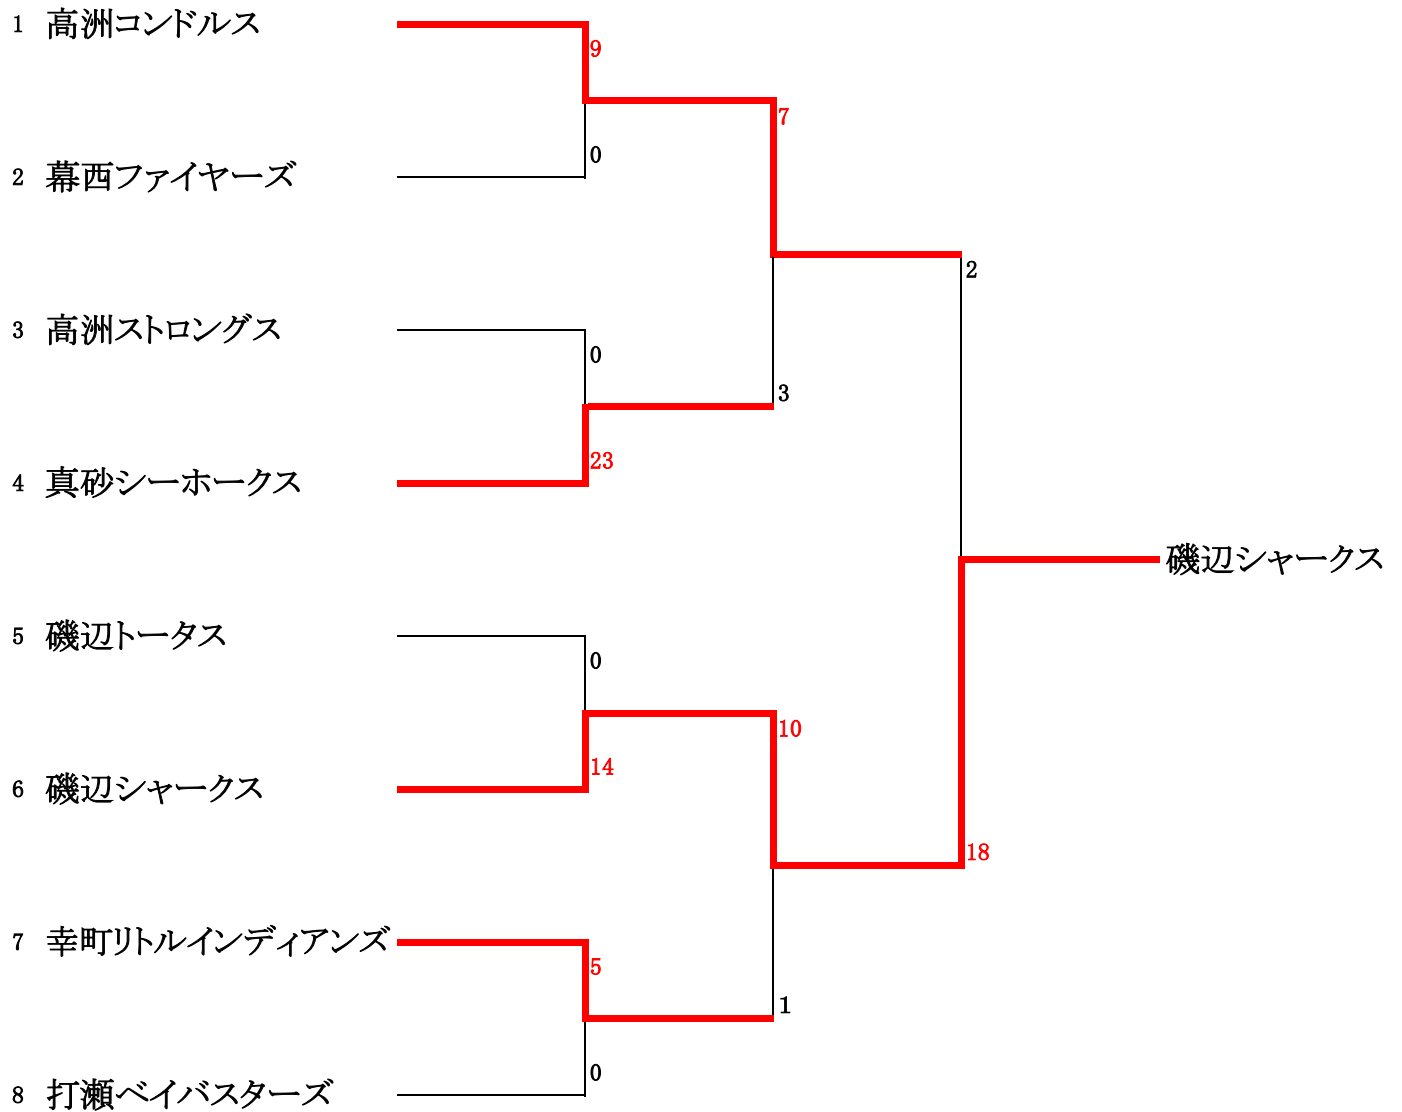 1 高洲コンドルス
9
7
0
2 幕西ファイヤーズ
2
3 高洲ストロングス
0
3
23
4 真砂シーホークス
磯辺シャークス
5 磯辺トータス
0
10
14
6 磯辺シャークス
18
7 幸町リトルインディアンズ
5
1
0
8 打瀬ベイバスターズ